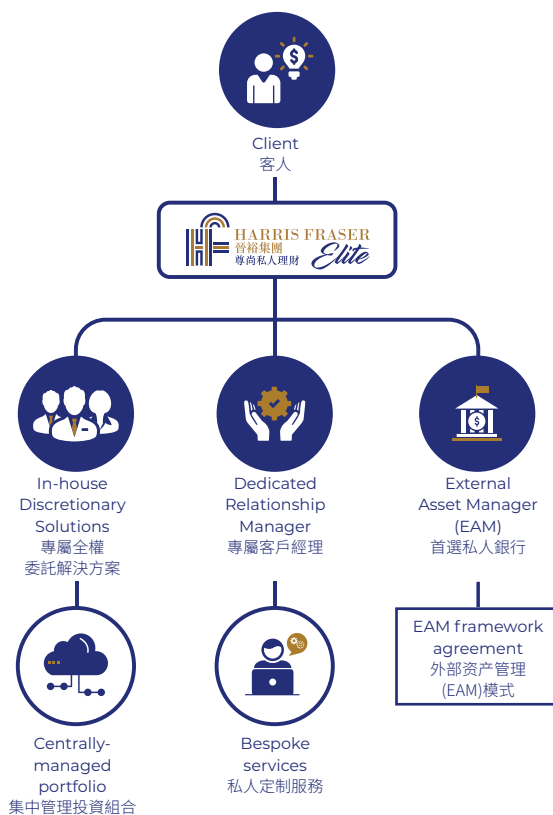 Client
客人
HARRIS FRASER
晉裕集團
尊尚私人理財
Elite
In-house
Discretionary
Solutions
專屬全權
委託解決方案
Dedicated
Relationship
Manager
專屬客戶經理
External
Asset Manager
(EAM)
首選私人銀行
Centrally-
managed
portfolio
集中管理投資組合
Bespoke
services
私人定制服務
EAM framework
agreement
外部资产管理
(EAM)模式